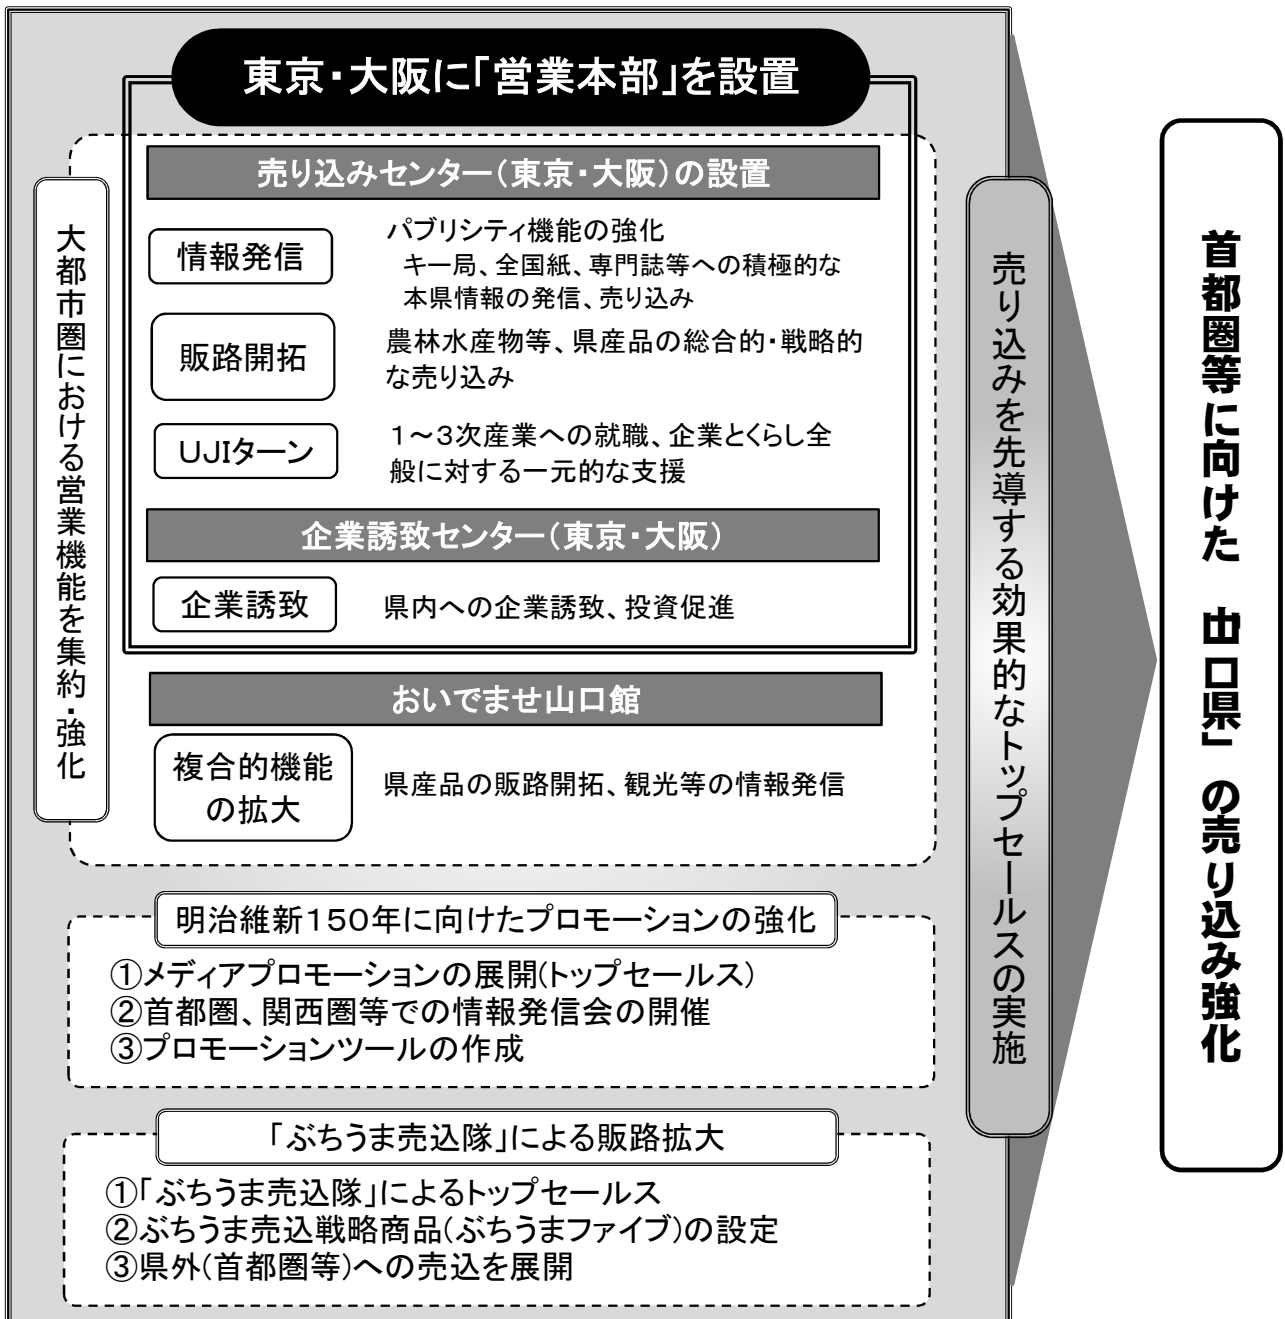 東京・大阪に「営業本部」を設置
大都市圏における営業機能を集約・強化
売り込みセンター(東京・大阪)の設置
情報発信
パブリシティ機能の強化
キー局、全国紙、専門誌等への積極的な
本県情報の発信、売り込み
販路開拓
農林水産物等、県産品の総合的・戦略的
な売り込み
UJIターン
1～3次産業への就職、企業とくらし全
般に対する一元的な支援
企業誘致センター(東京・大阪)
企業誘致
県内への企業誘致、投資促進
おいでませ山口館
複合的機能
の拡大
県産品の販路開拓、観光等の情報発信
明治維新150年に向けたプロモーションの強化
①メディアプロモーションの展開(トップセールス)
②首都圏、関西圏等での情報発信会の開催
③プロモーションツールの作成
「ぶちうま売込隊」による販路拡大
①「ぶちうま売込隊」によるトップセールス
②ぶちうま売込戦略商品(ぶちうまファイブ)の設定
③県外(首都圏等)への売込を展開
売り込みを先導する効果的なトップセールスの実施
首都圏等に向けた「山口県」の売り込み強化